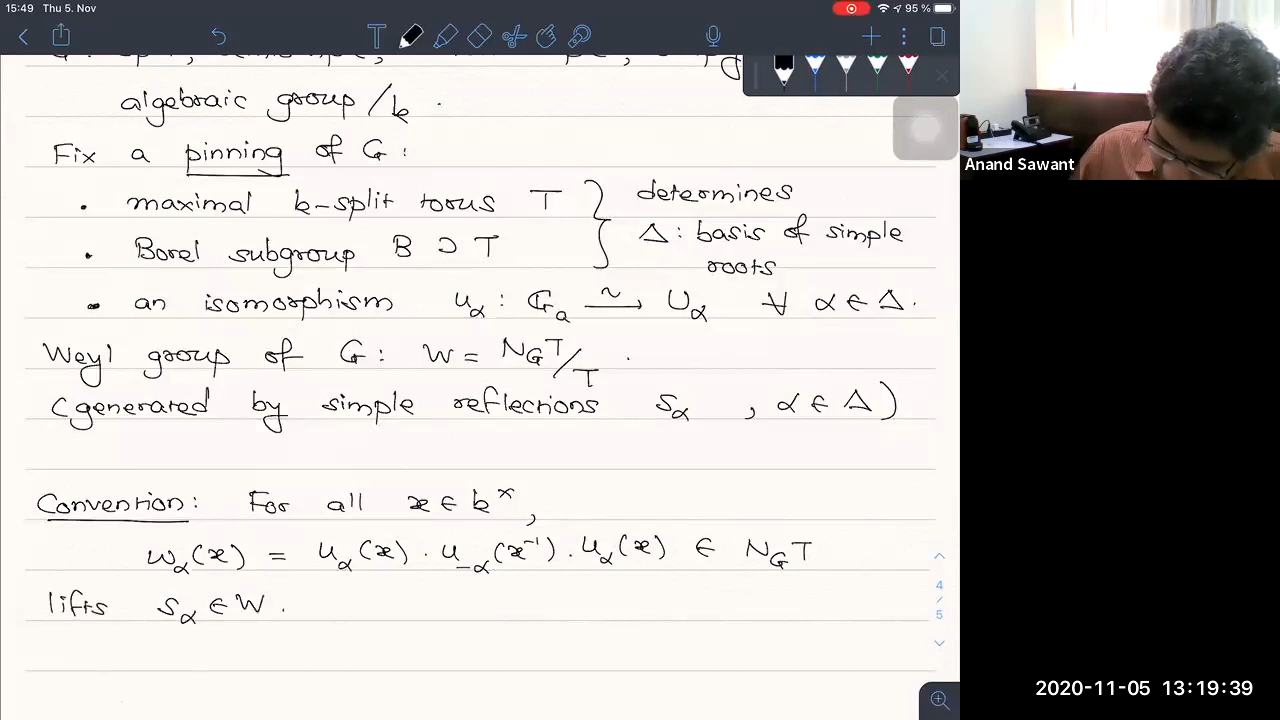 15:49 Thu 5. Nov
95 %
algebraic group/k .
Fix a pinning of G :
• maximal k-split torus T } determines
• Borel subgroup B ⊃ T Δ : basis of simple roots
• an isomorphism u_α : 𝔾_a ⥲ U_α ∀ α ∈ Δ.
Weyl group of G : W = N_G T/T .
(generated by simple reflections s_α , α ∈ Δ)
Convention: For all x ∈ k^x,
w_α(x) = u_α(x) · u_{-α}(x^{-1}) · u_α(x) ∈ N_G T
lifts s_α ∈ W .
4/5
Anand Sawant
2020-11-05 13:19:39